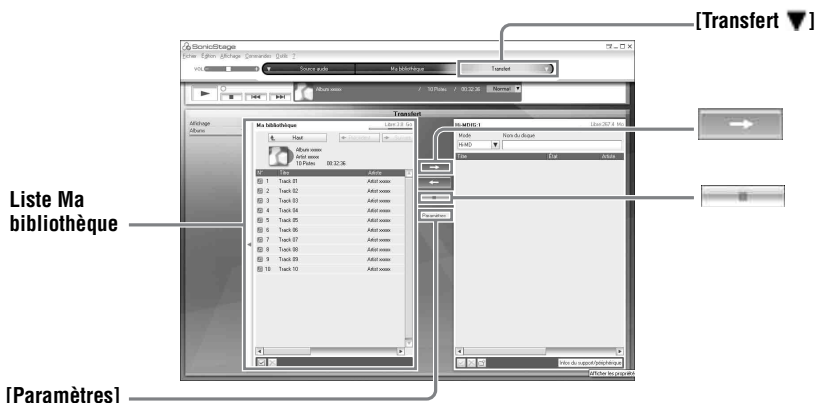 [Transfert ▼]
SonicStage
Fichier Edition Affichage Commandes Outils ?
VOL
Source audio
Ma bibliothèque
Transfert
Album xxxxx / 10 Pistes / 00:32:36 Normal ▼
Transfert
Affichage
Albums
Ma bibliothèque
Haut
Album xxxxx
Artist xxxxx
10 Pistes 00:32:36
N° Titre Artiste
1 Track 01 Artist xxxxx
2 Track 02 Artist xxxxx
3 Track 03 Artist xxxxx
4 Track 04 Artist xxxxx
5 Track 05 Artist xxxxx
6 Track 06 Artist xxxxx
7 Track 07 Artist xxxxx
8 Track 08 Artist xxxxx
9 Track 09 Artist xxxxx
10 Track 10 Artist xxxxx
Paramètres
Mode
Nom du disque
Hi-MD
Titre État Artiste
Infos du support/périphérique
Afficher les propriété
Liste Ma
bibliothèque
[Paramètres]